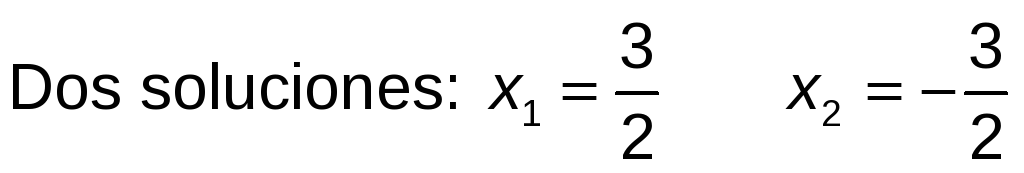 Dos soluciones: x₁ = 3/2 x₂ = −3/2